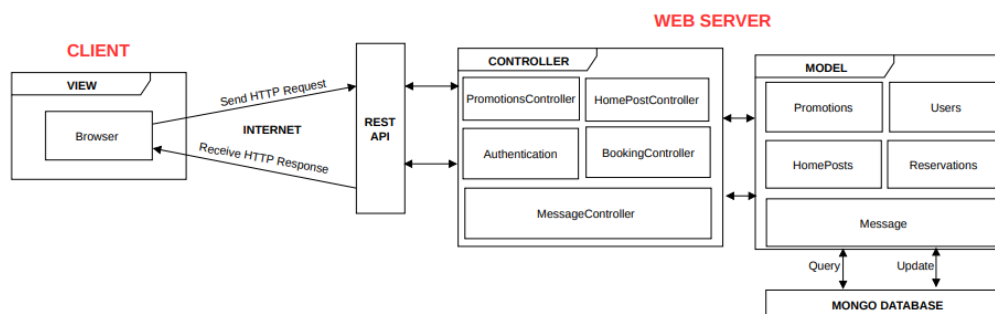 WEB SERVER
CLIENT
VIEW
Browser
Send HTTP Request
INTERNET
Receive HTTP Response
REST
API
CONTROLLER
PromotionsController
HomePostController
Authentication
BookingController
MessageController
MODEL
Promotions
Users
HomePosts
Reservations
Message
Query
Update
MONGO DATABASE